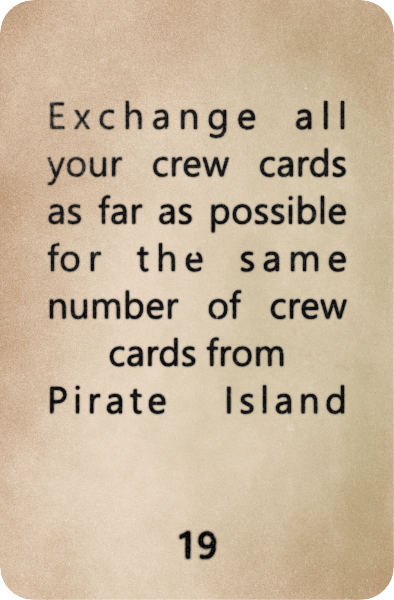 Exchange all
your crew cards
as far as possible
for the same
number of crew
cards from
Pirate Island
19